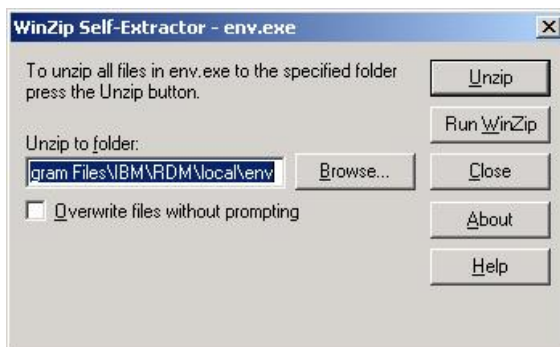 WinZip Self-Extractor - env.exe
To unzip all files in env.exe to the specified folder
press the Unzip button.
Unzip
Run WinZip
Unzip to folder:
gram Files\IBM\RDM\local\env
Browse...
Close
Overwrite files without prompting
About
Help